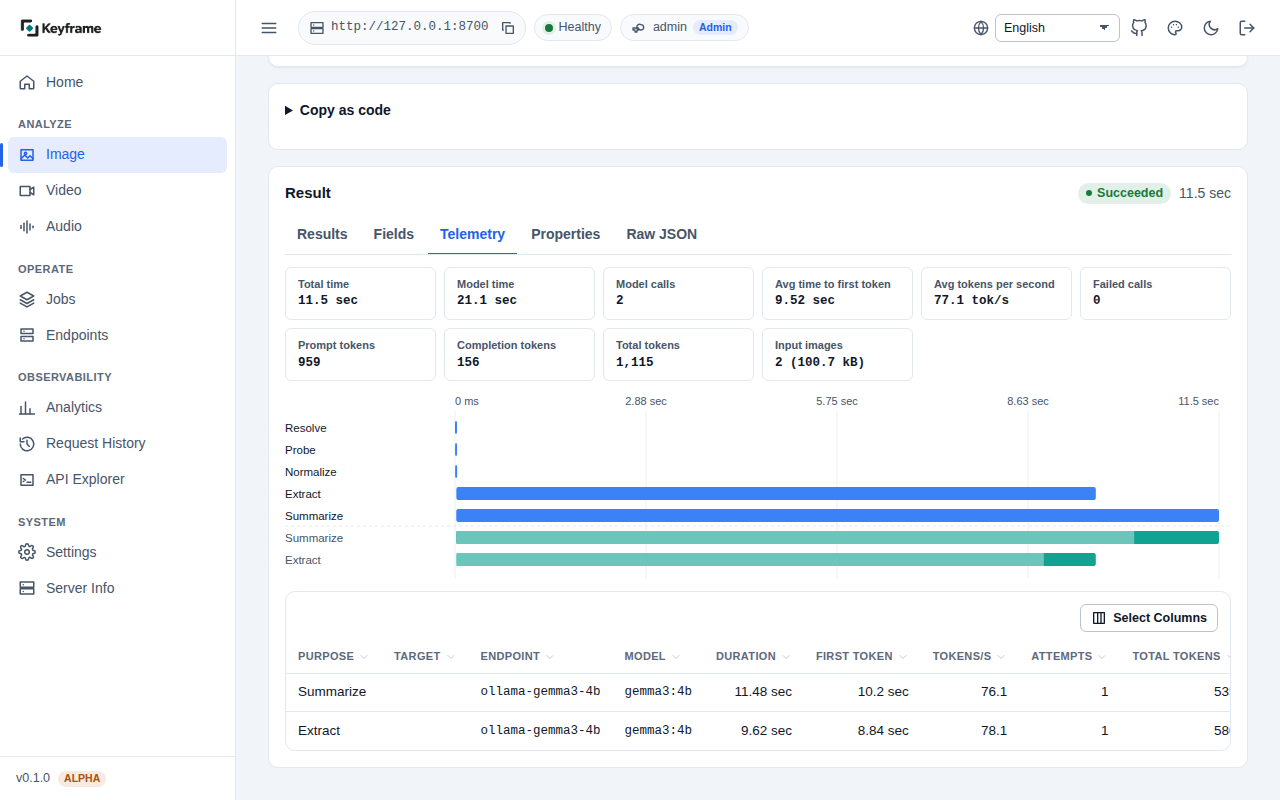 Keyframe
http://127.0.0.1:8700
Healthy
admin Admin
English
Home
ANALYZE
Image
Video
Audio
OPERATE
Jobs
Endpoints
OBSERVABILITY
Analytics
Request History
API Explorer
SYSTEM
Settings
Server Info
v0.1.0 ALPHA
Copy as code
Result
Succeeded 11.5 sec
Results Fields Telemetry Properties Raw JSON
Total time
11.5 sec
Model time
21.1 sec
Model calls
2
Avg time to first token
9.52 sec
Avg tokens per second
77.1 tok/s
Failed calls
0
Prompt tokens
959
Completion tokens
156
Total tokens
1,115
Input images
2 (100.7 kB)
0 ms 2.88 sec 5.75 sec 8.63 sec 11.5 sec
Resolve
Probe
Normalize
Extract
Summarize
Summarize
Extract
Select Columns
PURPOSE TARGET ENDPOINT MODEL DURATION FIRST TOKEN TOKENS/S ATTEMPTS TOTAL TOKENS
Summarize ollama-gemma3-4b gemma3:4b 11.48 sec 10.2 sec 76.1 1
Extract ollama-gemma3-4b gemma3:4b 9.62 sec 8.84 sec 78.1 1